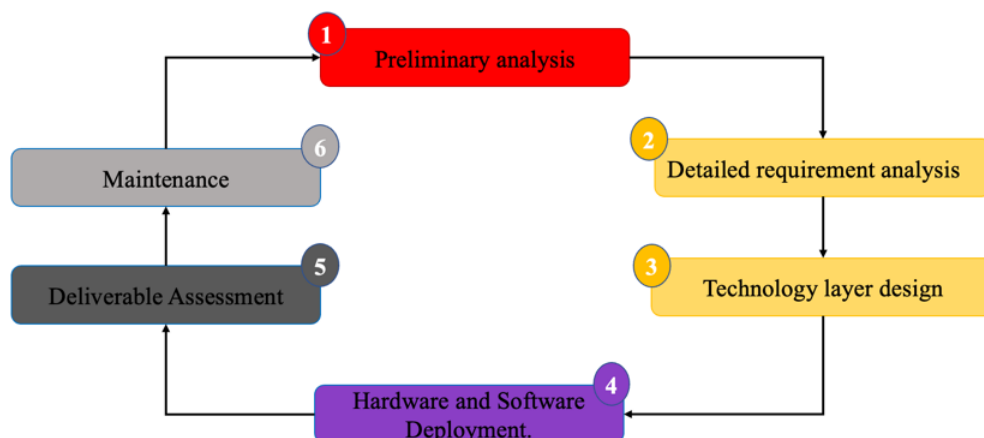 1
Preliminary analysis
2
Detailed requirement analysis
3
Technology layer design
4
Hardware and Software
Deployment.
5
Deliverable Assessment
6
Maintenance